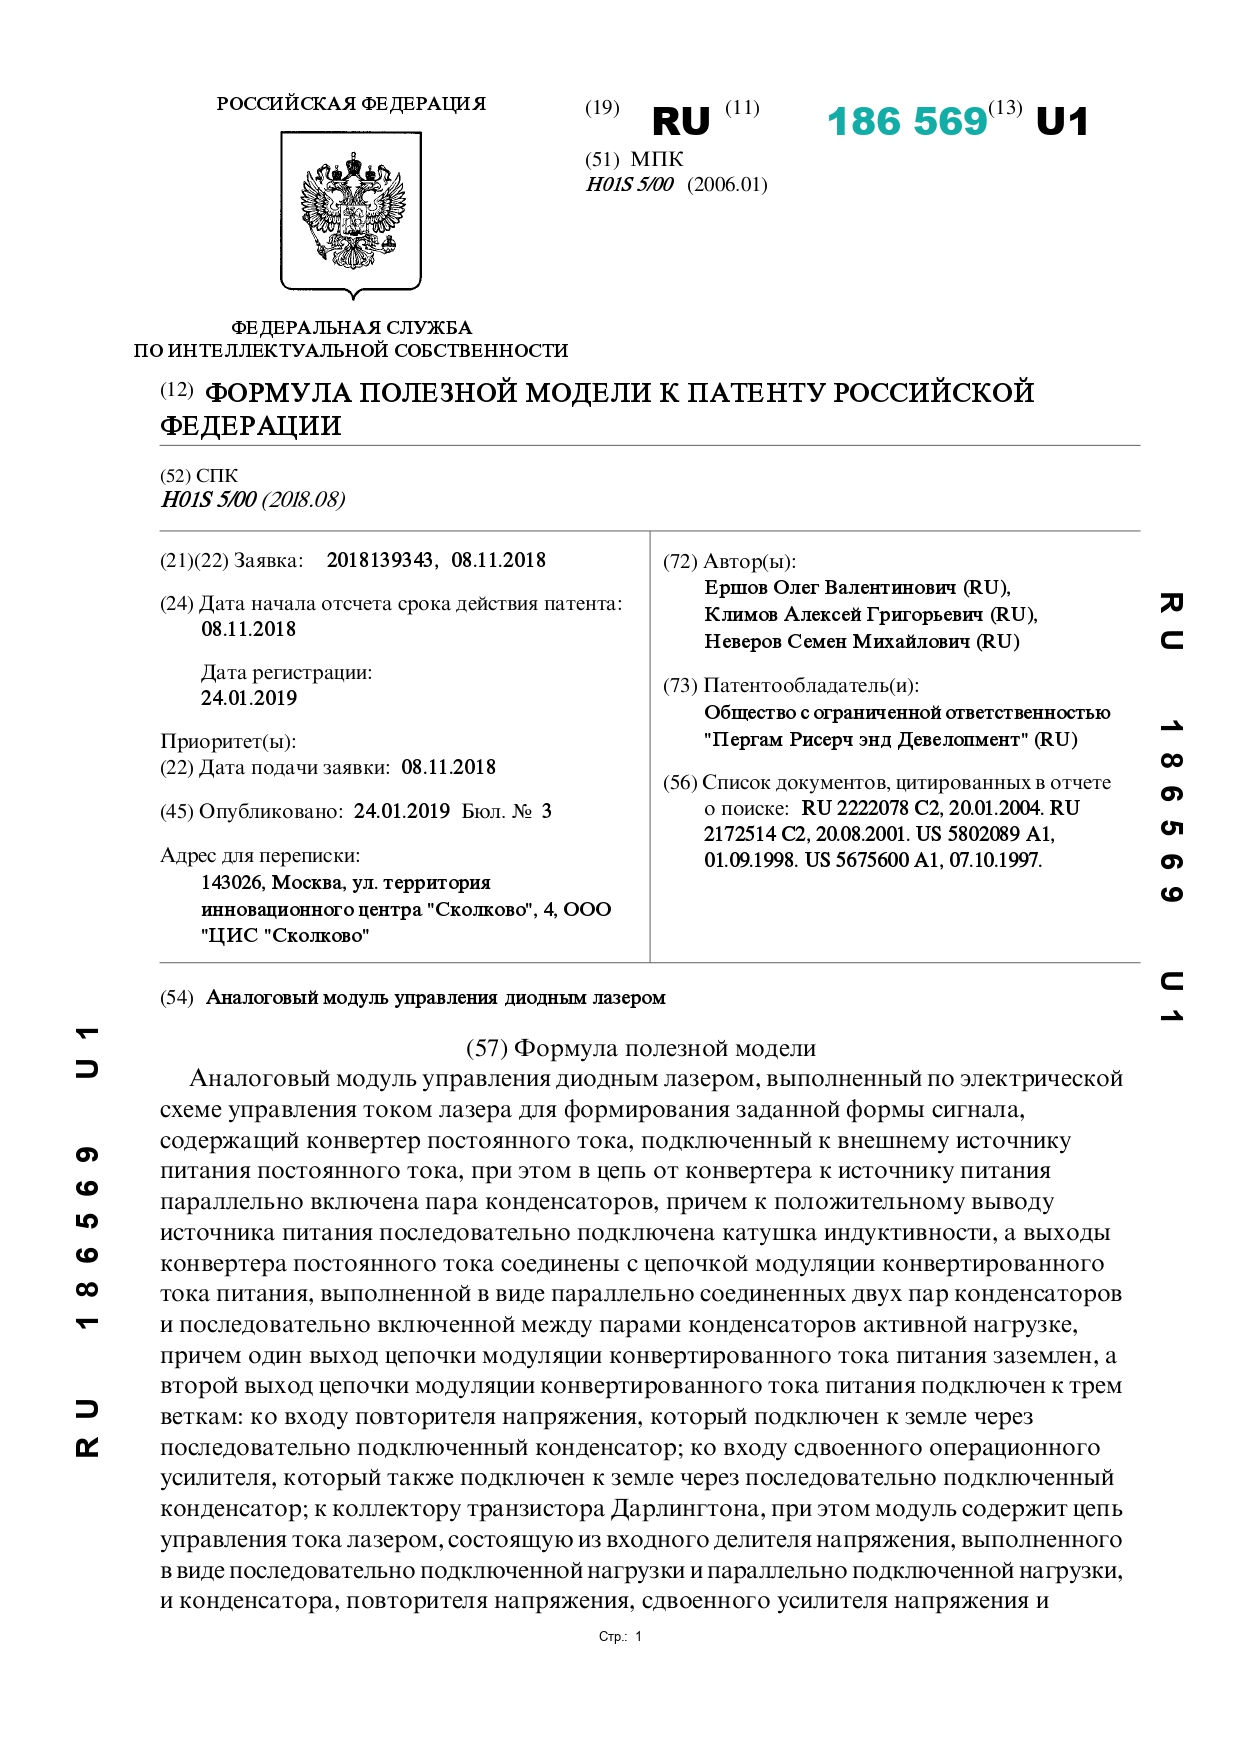 РОССИЙСКАЯ ФЕДЕРАЦИЯ
(19) RU (11) 186 569 (13) U1
(51) МПК
H01S 5/00 (2006.01)
ФЕДЕРАЛЬНАЯ СЛУЖБА
ПО ИНТЕЛЛЕКТУАЛЬНОЙ СОБСТВЕННОСТИ
(12) ФОРМУЛА ПОЛЕЗНОЙ МОДЕЛИ К ПАТЕНТУ РОССИЙСКОЙ
ФЕДЕРАЦИИ
(52) СПК
H01S 5/00 (2018.08)
(21)(22) Заявка: 2018139343, 08.11.2018
(24) Дата начала отсчета срока действия патента:
08.11.2018
Дата регистрации:
24.01.2019
Приоритет(ы):
(22) Дата подачи заявки: 08.11.2018
(45) Опубликовано: 24.01.2019 Бюл. № 3
Адрес для переписки:
143026, Москва, ул. территория
инновационного центра "Сколково", 4, ООО
"ЦИС "Сколково"
(72) Автор(ы):
Ершов Олег Валентинович (RU),
Климов Алексей Григорьевич (RU),
Неверов Семен Михайлович (RU)
(73) Патентообладатель(и):
Общество с ограниченной ответственностью
"Пергам Рисерч энд Девелопмент" (RU)
(56) Список документов, цитированных в отчете
о поиске: RU 2222078 C2, 20.01.2004. RU
2172514 C2, 20.08.2001. US 5802089 A1,
01.09.1998. US 5675600 A1, 07.10.1997.
(54) Аналоговый модуль управления диодным лазером
(57) Формула полезной модели
Аналоговый модуль управления диодным лазером, выполненный по электрической
схеме управления током лазера для формирования заданной формы сигнала,
содержащий конвертер постоянного тока, подключенный к внешнему источнику
питания постоянного тока, при этом в цепь от конвертера к источнику питания
параллельно включена пара конденсаторов, причем к положительному выводу
источника питания последовательно подключена катушка индуктивности, а выходы
конвертера постоянного тока соединены с цепочкой модуляции конвертированного
тока питания, выполненной в виде параллельно соединенных двух пар конденсаторов
и последовательно включенной между парами конденсаторов активной нагрузке,
причем один выход цепочки модуляции конвертированного тока питания заземлен, а
второй выход цепочки модуляции конвертированного тока питания подключен к трем
веткам: ко входу повторителя напряжения, который подключен к земле через
последовательно подключенный конденсатор; ко входу сдвоенного операционного
усилителя, который также подключен к земле через последовательно подключенный
конденсатор; к коллектору транзистора Дарлингтона, при этом модуль содержит цепь
управления тока лазером, состоящую из входного делителя напряжения, выполненного
в виде последовательно подключенной нагрузки и параллельно подключенной нагрузки,
и конденсатора, повторителя напряжения, сдвоенного усилителя напряжения и
Стр.: 1
RU 186569 U1
RU 186569 U1